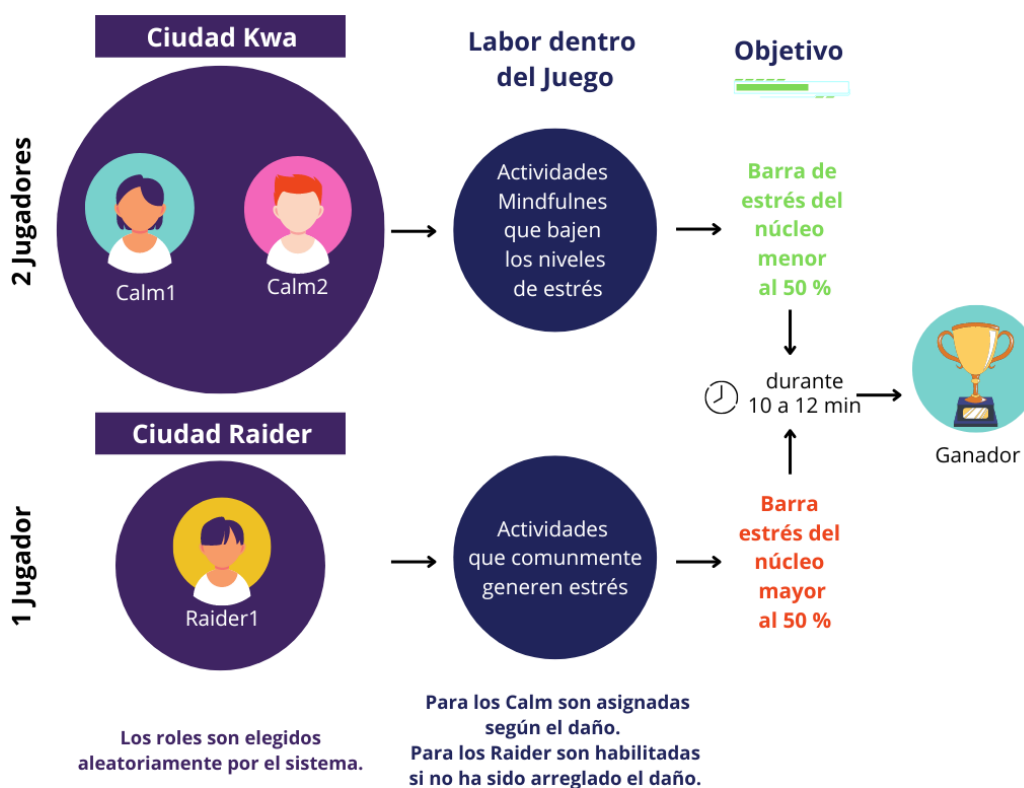 Ciudad Kwa
Labor dentro
del Juego
Objetivo
2 Jugadores
Calm1
Calm2
Actividades
Mindfulnes
que bajen
los niveles
de estrés
Barra de
estrés del
núcleo
menor
al 50 %
durante
10 a 12 min
Ganador
Ciudad Raider
1 Jugador
Raider1
Actividades
que comunmente
generen estrés
Barra
estrés del
núcleo
mayor
al 50 %
Los roles son elegidos
aleatoriamente por el sistema.
Para los Calm son asignadas
según el daño.
Para los Raider son habilitadas
si no ha sido arreglado el daño.